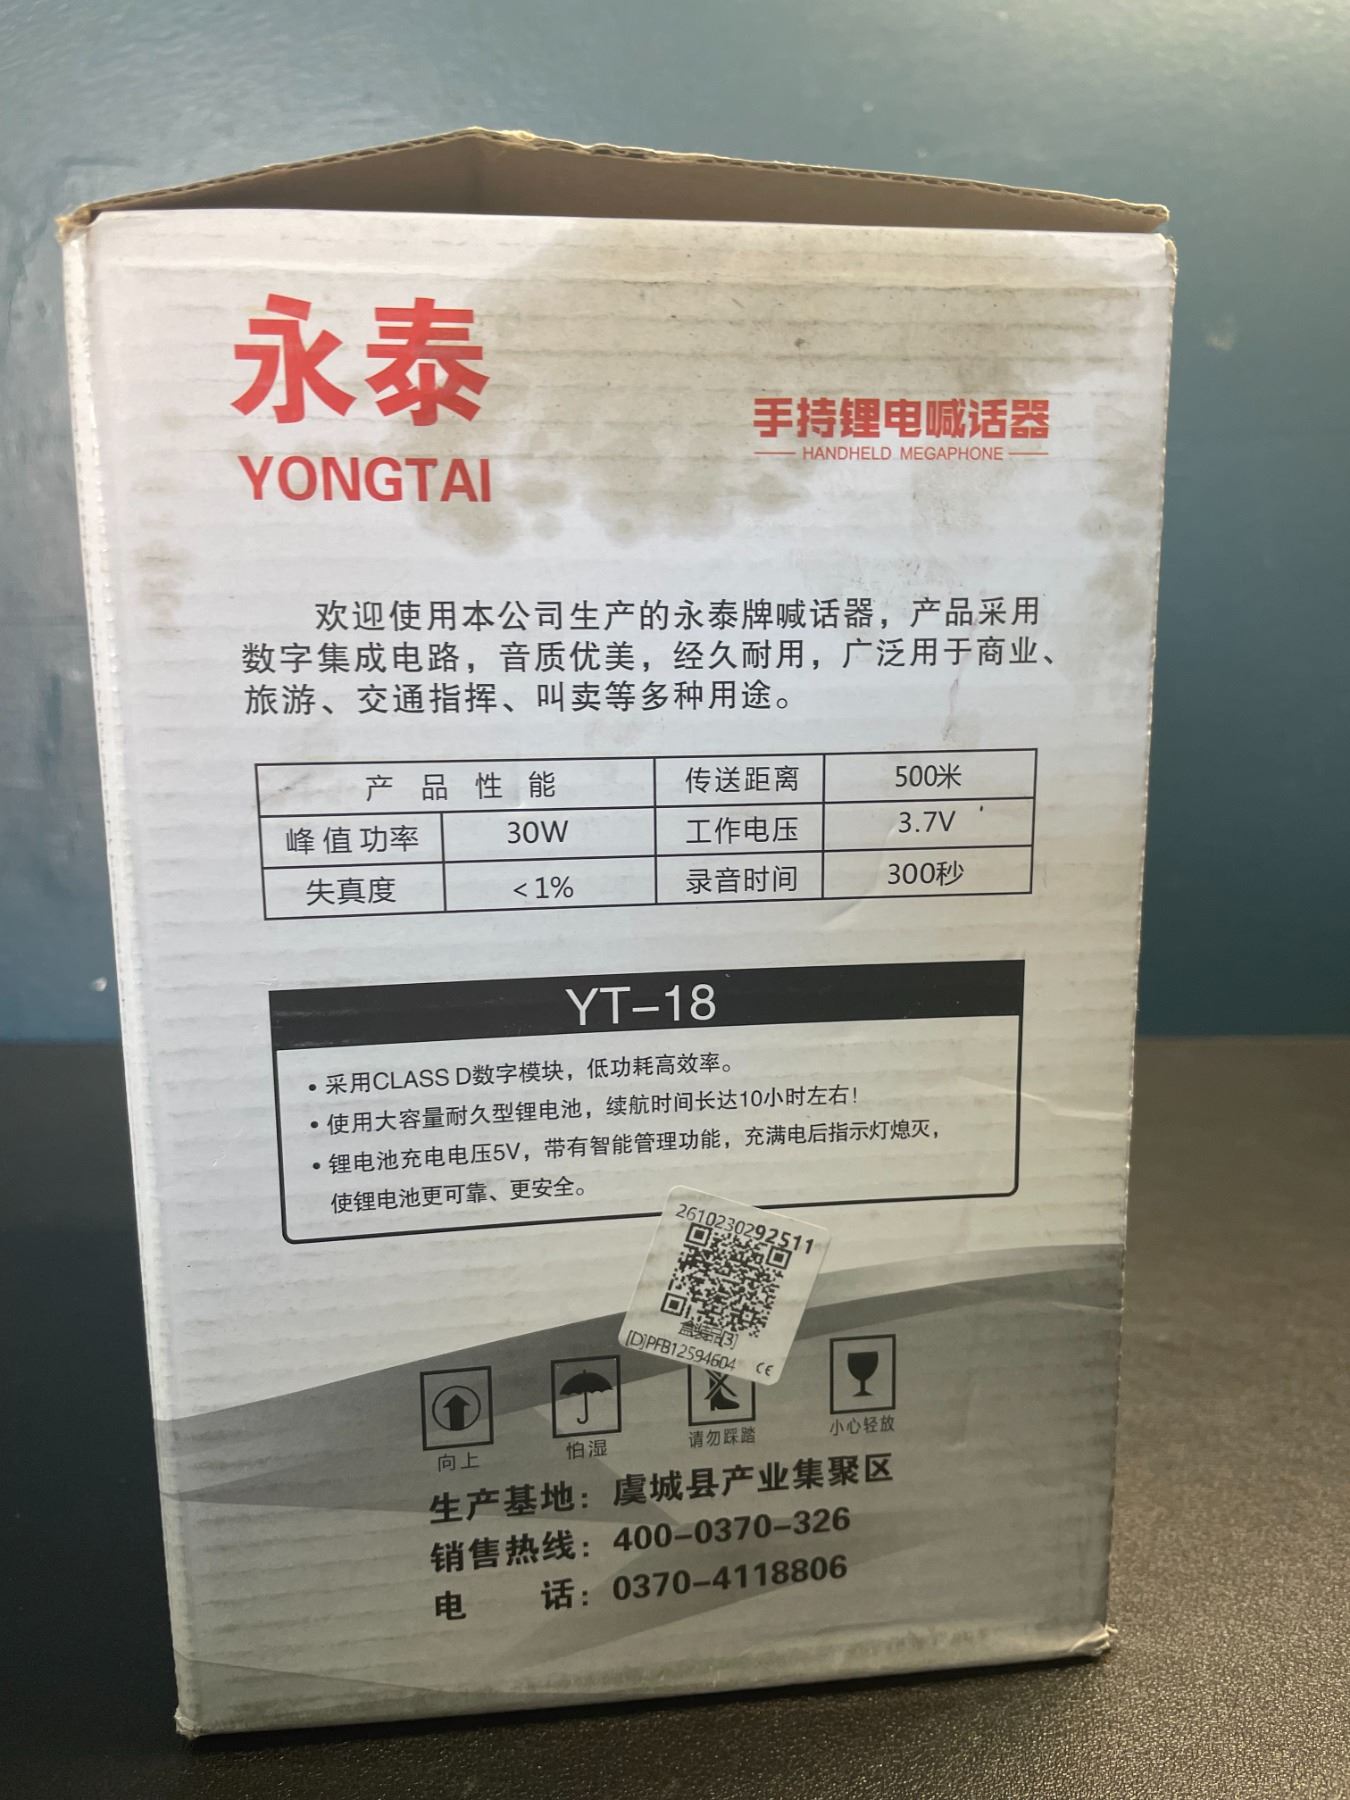 永泰
YONGTAI
手持锂电喊话器
HANDHELD MEGAPHONE
欢迎使用本公司生产的永泰牌喊话器，产品采用
数字集成电路，音质优美，经久耐用，广泛用于商业、
旅游、交通指挥、叫卖等多种用途。
产品性能 传送距离 500米
峰值功率 30W 工作电压 3.7V
失真度 <1% 录音时间 300秒
YT-18
• 采用CLASS D数字模块，低功耗高效率。
• 使用大容量耐久型锂电池，续航时间长达10小时左右！
• 锂电池充电电压5V，带有智能管理功能，充满电后指示灯熄灭，
使锂电池更可靠、更安全。
2610230292511
盒装品[3]
[D]PFB12594604 CE
向上 怕湿 请勿踩踏 小心轻放
生产基地：虞城县产业集聚区
销售热线：400-0370-326
电 话：0370-4118806